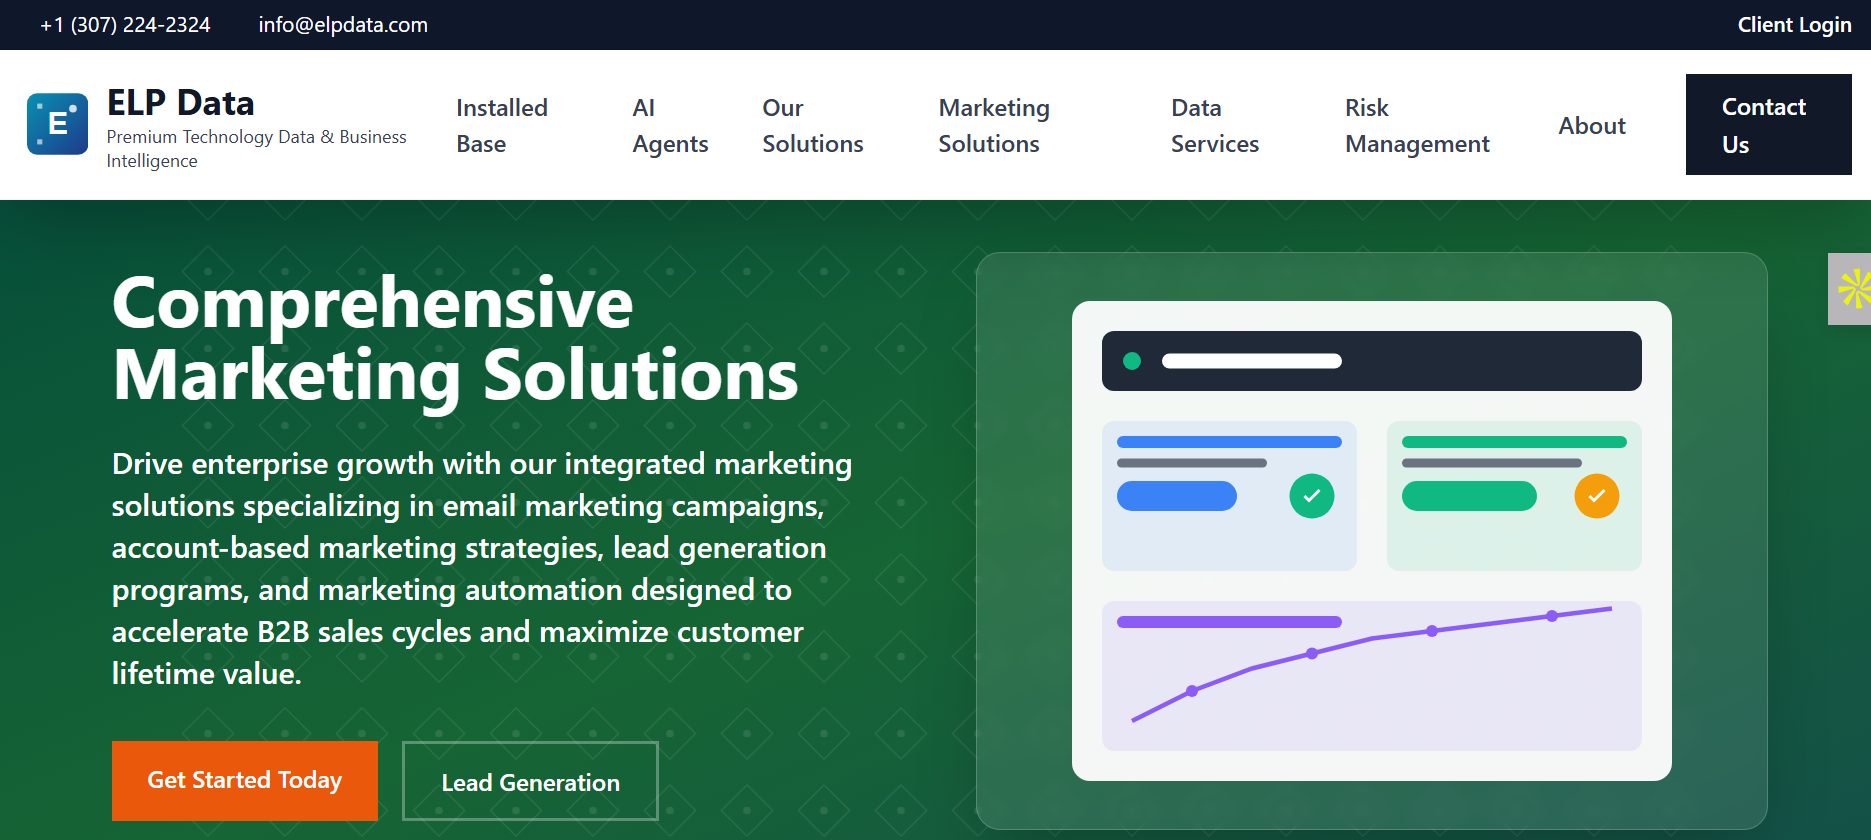 +1 (307) 224-2324
info@elpdata.com
Client Login
E
ELP Data
Premium Technology Data & Business
Intelligence
Installed
Base
AI
Agents
Our
Solutions
Marketing
Solutions
Data
Services
Risk
Management
About
Contact
Us
Comprehensive
Marketing Solutions
Drive enterprise growth with our integrated marketing
solutions specializing in email marketing campaigns,
account-based marketing strategies, lead generation
programs, and marketing automation designed to
accelerate B2B sales cycles and maximize customer
lifetime value.
Get Started Today
Lead Generation